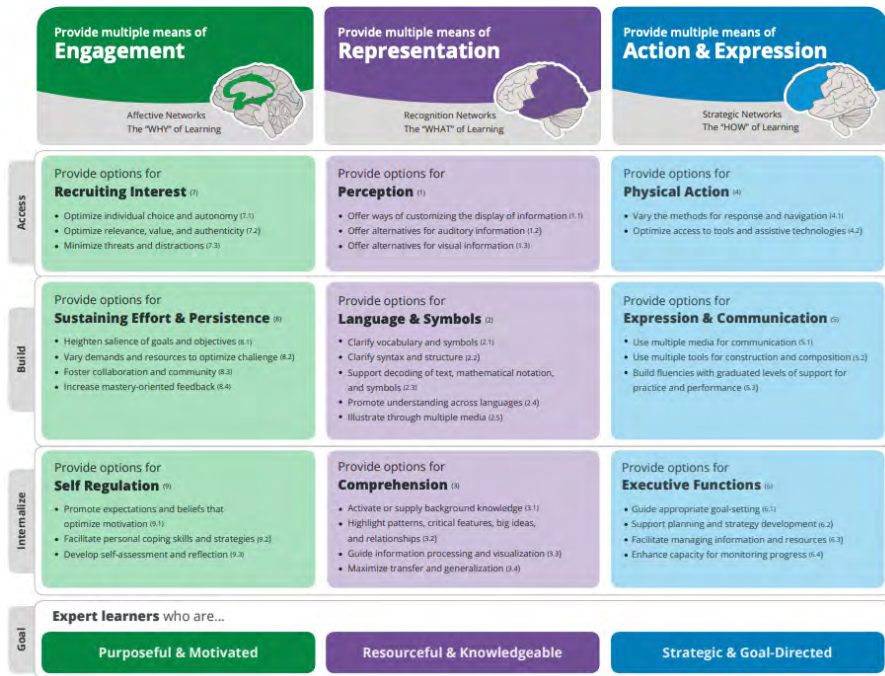 Provide multiple means of
Engagement
Affective Networks
The "WHY" of Learning
Provide multiple means of
Representation
Recognition Networks
The "WHAT" of Learning
Provide multiple means of
Action & Expression
Strategic Networks
The "HOW" of Learning
Access
Provide options for
Recruiting Interest (7)
• Optimize individual choice and autonomy (7.1)
• Optimize relevance, value, and authenticity (7.2)
• Minimize threats and distractions (7.3)
Provide options for
Perception (1)
• Offer ways of customizing the display of information (1.1)
• Offer alternatives for auditory information (1.2)
• Offer alternatives for visual information (1.3)
Provide options for
Physical Action (4)
• Vary the methods for response and navigation (4.1)
• Optimize access to tools and assistive technologies (4.2)
Build
Provide options for
Sustaining Effort & Persistence (8)
• Heighten salience of goals and objectives (8.1)
• Vary demands and resources to optimize challenge (8.2)
• Foster collaboration and community (8.3)
• Increase mastery-oriented feedback (8.4)
Provide options for
Language & Symbols (2)
• Clarify vocabulary and symbols (2.1)
• Clarify syntax and structure (2.2)
• Support decoding of text, mathematical notation,
and symbols (2.3)
• Promote understanding across languages (2.4)
• Illustrate through multiple media (2.5)
Provide options for
Expression & Communication (5)
• Use multiple media for communication (5.1)
• Use multiple tools for construction and composition (5.2)
• Build fluencies with graduated levels of support for
practice and performance (5.3)
Internalize
Provide options for
Self Regulation (9)
• Promote expectations and beliefs that
optimize motivation (9.1)
• Facilitate personal coping skills and strategies (9.2)
• Develop self-assessment and reflection (9.3)
Provide options for
Comprehension (3)
• Activate or supply background knowledge (3.1)
• Highlight patterns, critical features, big ideas,
and relationships (3.2)
• Guide information processing and visualization (3.3)
• Maximize transfer and generalization (3.4)
Provide options for
Executive Functions (6)
• Guide appropriate goal-setting (6.1)
• Support planning and strategy development (6.2)
• Facilitate managing information and resources (6.3)
• Enhance capacity for monitoring progress (6.4)
Goal
Expert learners who are...
Purposeful & Motivated
Resourceful & Knowledgeable
Strategic & Goal-Directed